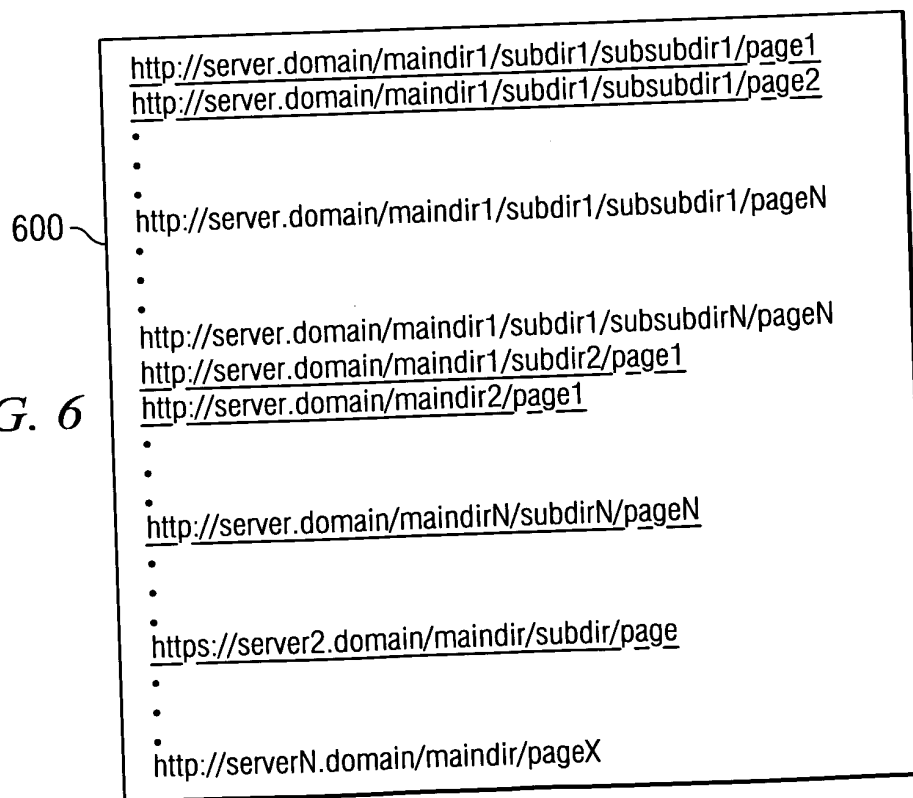 http://server.domain/maindir1/subdir1/subsubdir1/page1
http://server.domain/maindir1/subdir1/subsubdir1/page2
.
.
.
http://server.domain/maindir1/subdir1/subsubdir1/pageN
600
.
.
.
http://server.domain/maindir1/subdir1/subsubdirN/pageN
http://server.domain/maindir1/subdir2/page1
http://server.domain/maindir2/page1
G. 6
.
.
.
http://server.domain/maindirN/subdirN/pageN
.
.
.
https://server2.domain/maindir/subdir/page
.
.
.
http://serverN.domain/maindir/pageX